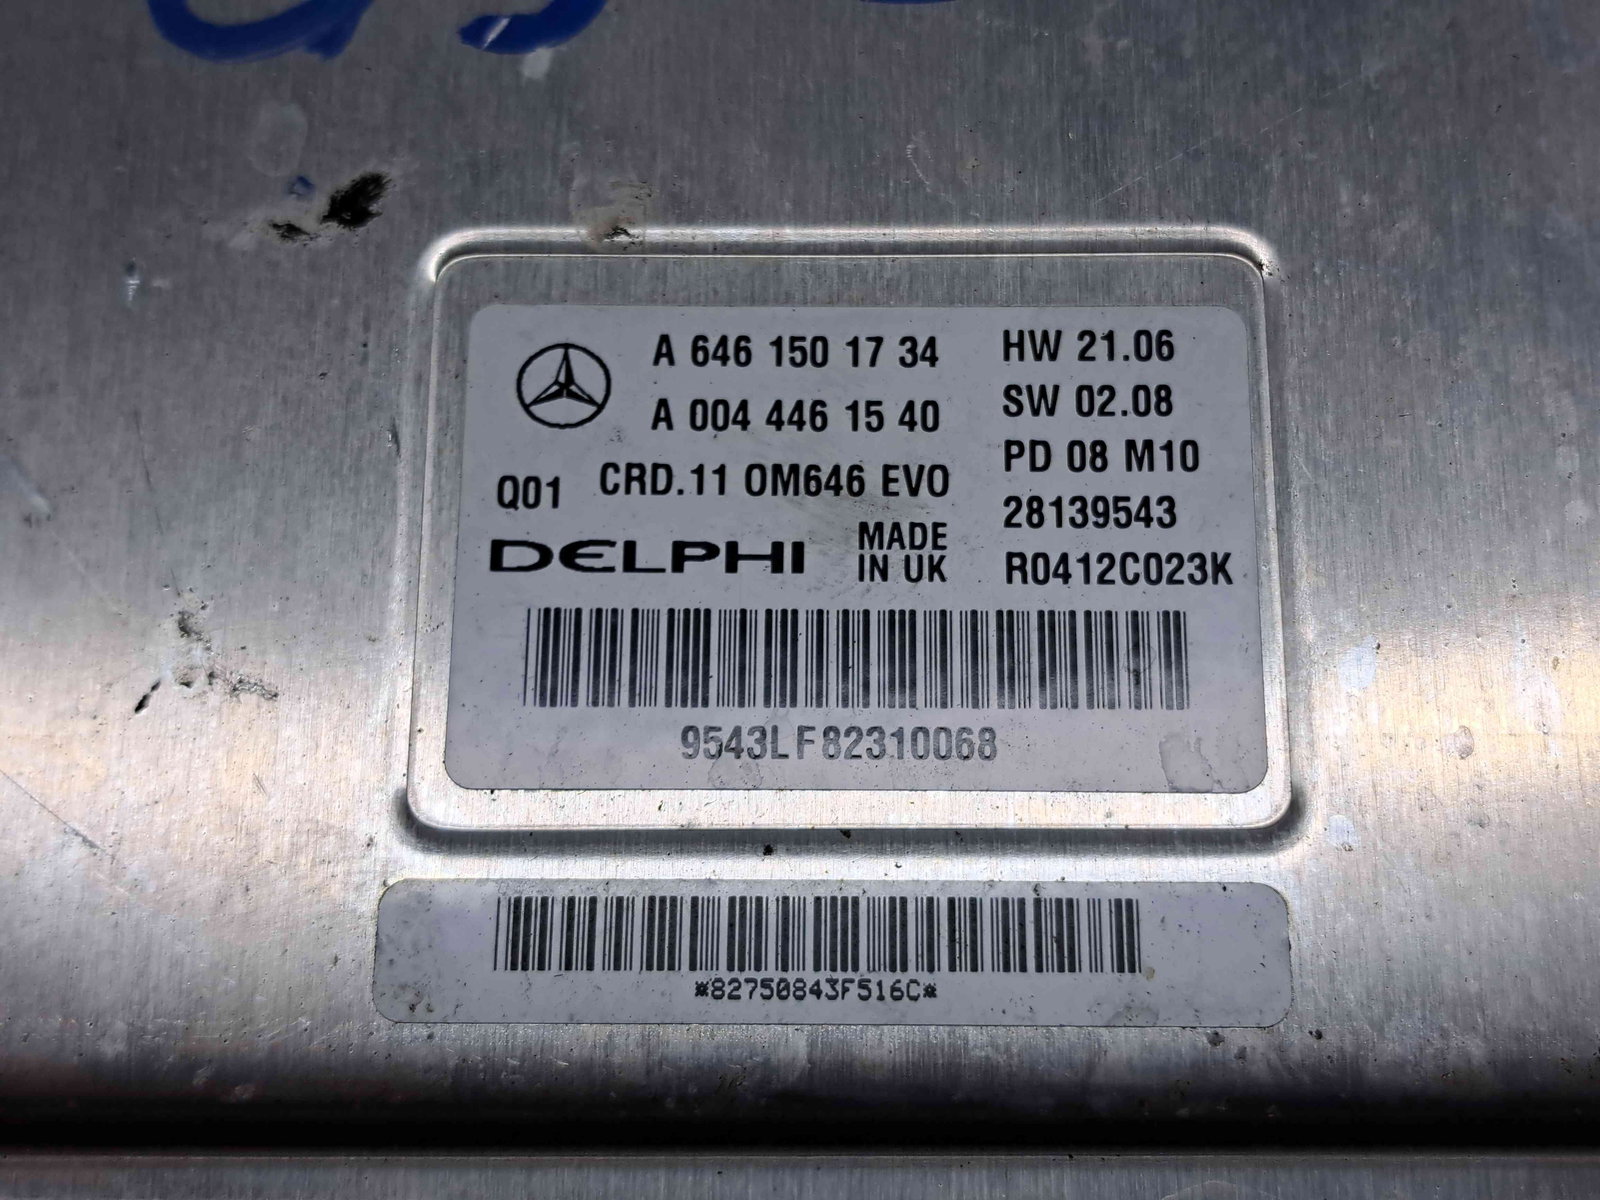 A 646 150 17 34
A 004 446 15 40
Q01 CRD.11 OM646 EVO
DELPHI
MADE
IN UK
HW 21.06
SW 02.08
PD 08 M10
28139543
R0412C023K
9543LF82310068
*82750843F516C*